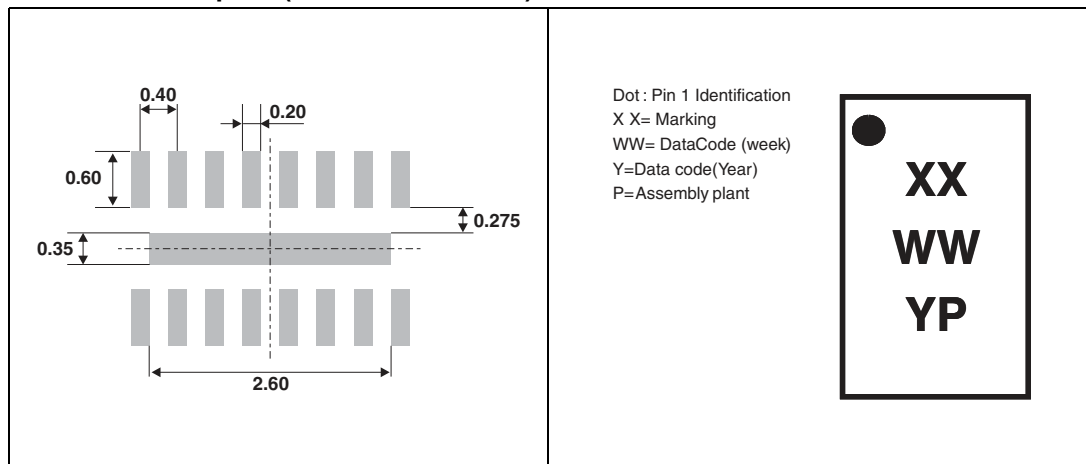 0.40
0.20
0.60
0.275
0.35
2.60
Dot : Pin 1 Identification
X X= Marking
WW= DataCode (week)
Y=Data code(Year)
P=Assembly plant
XX
WW
YP